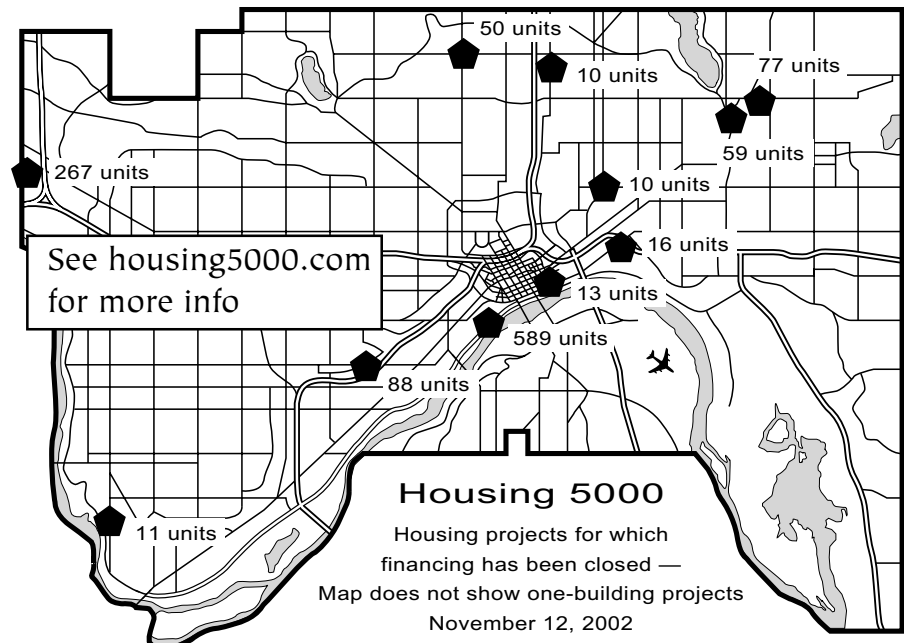 50 units
10 units
77 units
59 units
267 units
10 units
16 units
See housing5000.com
for more info
13 units
589 units
88 units
11 units
Housing 5000
Housing projects for which
financing has been closed —
Map does not show one-building projects
November 12, 2002